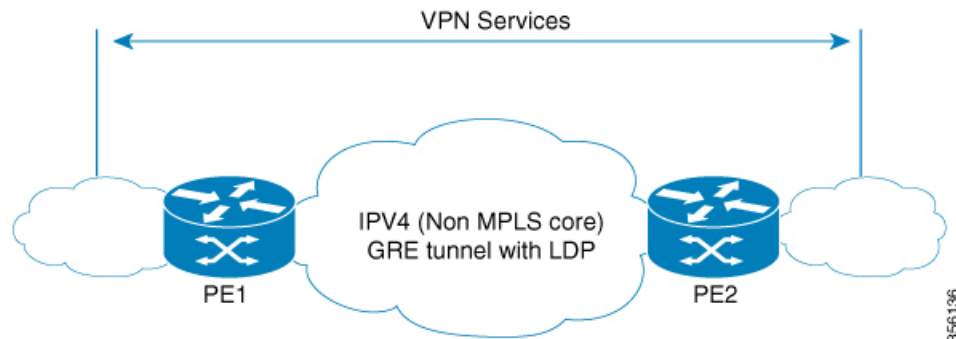 VPN Services
IPV4 (Non MPLS core)
GRE tunnel with LDP
PE1
PE2
356136